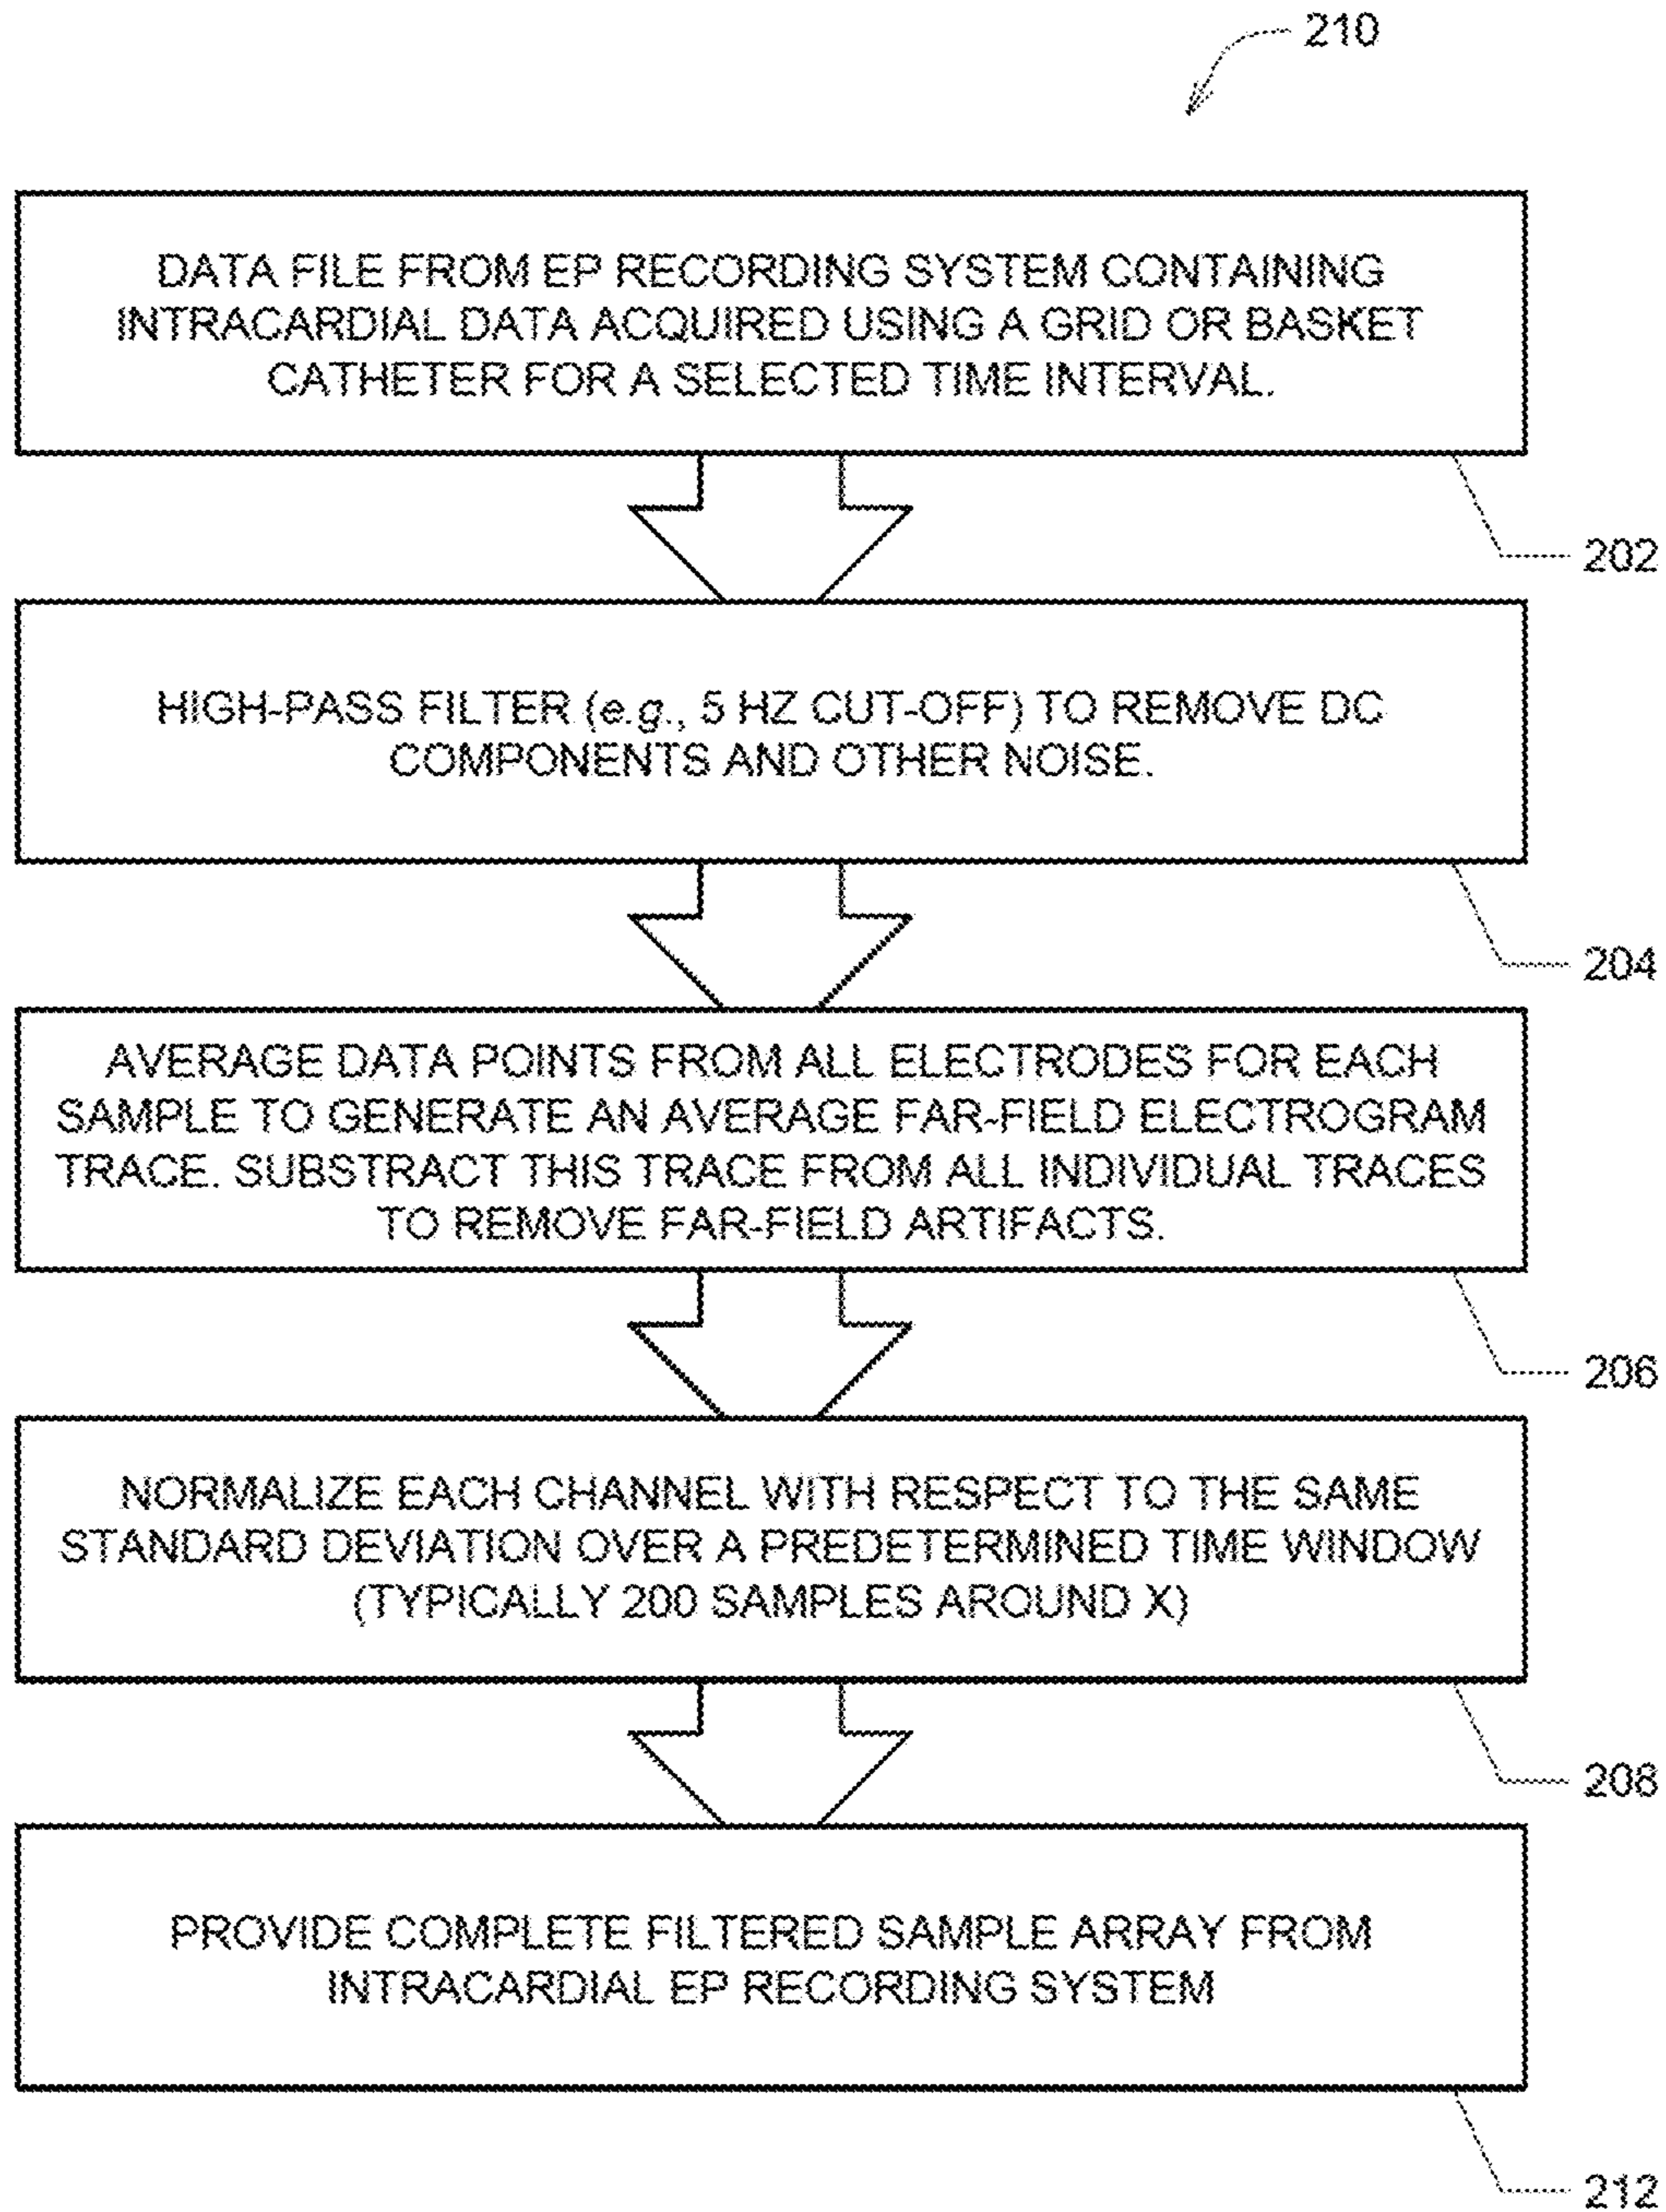 210
DATA FILE FROM EP RECORDING SYSTEM CONTAINING
INTRACARDIAL DATA ACQUIRED USING A GRID OR BASKET
CATHETER FOR A SELECTED TIME INTERVAL.
202
HIGH-PASS FILTER (e.g., 5 HZ CUT-OFF) TO REMOVE DC
COMPONENTS AND OTHER NOISE.
204
AVERAGE DATA POINTS FROM ALL ELECTRODES FOR EACH
SAMPLE TO GENERATE AN AVERAGE FAR-FIELD ELECTROGRAM
TRACE. SUBSTRACT THIS TRACE FROM ALL INDIVIDUAL TRACES
TO REMOVE FAR-FIELD ARTIFACTS.
206
NORMALIZE EACH CHANNEL WITH RESPECT TO THE SAME
STANDARD DEVIATION OVER A PREDETERMINED TIME WINDOW
(TYPICALLY 200 SAMPLES AROUND X)
208
PROVIDE COMPLETE FILTERED SAMPLE ARRAY FROM
INTRACARDIAL EP RECORDING SYSTEM
212